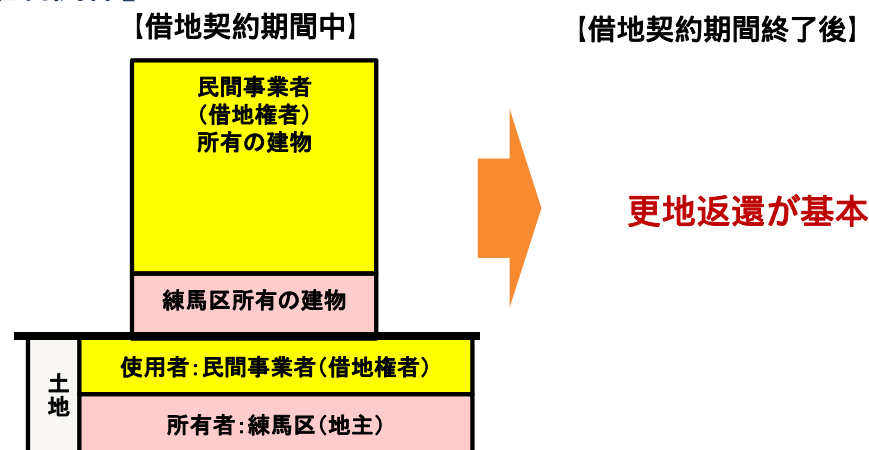 【借地契約期間中】
【借地契約期間終了後】
民間事業者
（借地権者）
所有の建物
更地返還が基本
練馬区所有の建物
土地
使用者：民間事業者（借地権者）
所有者：練馬区（地主）